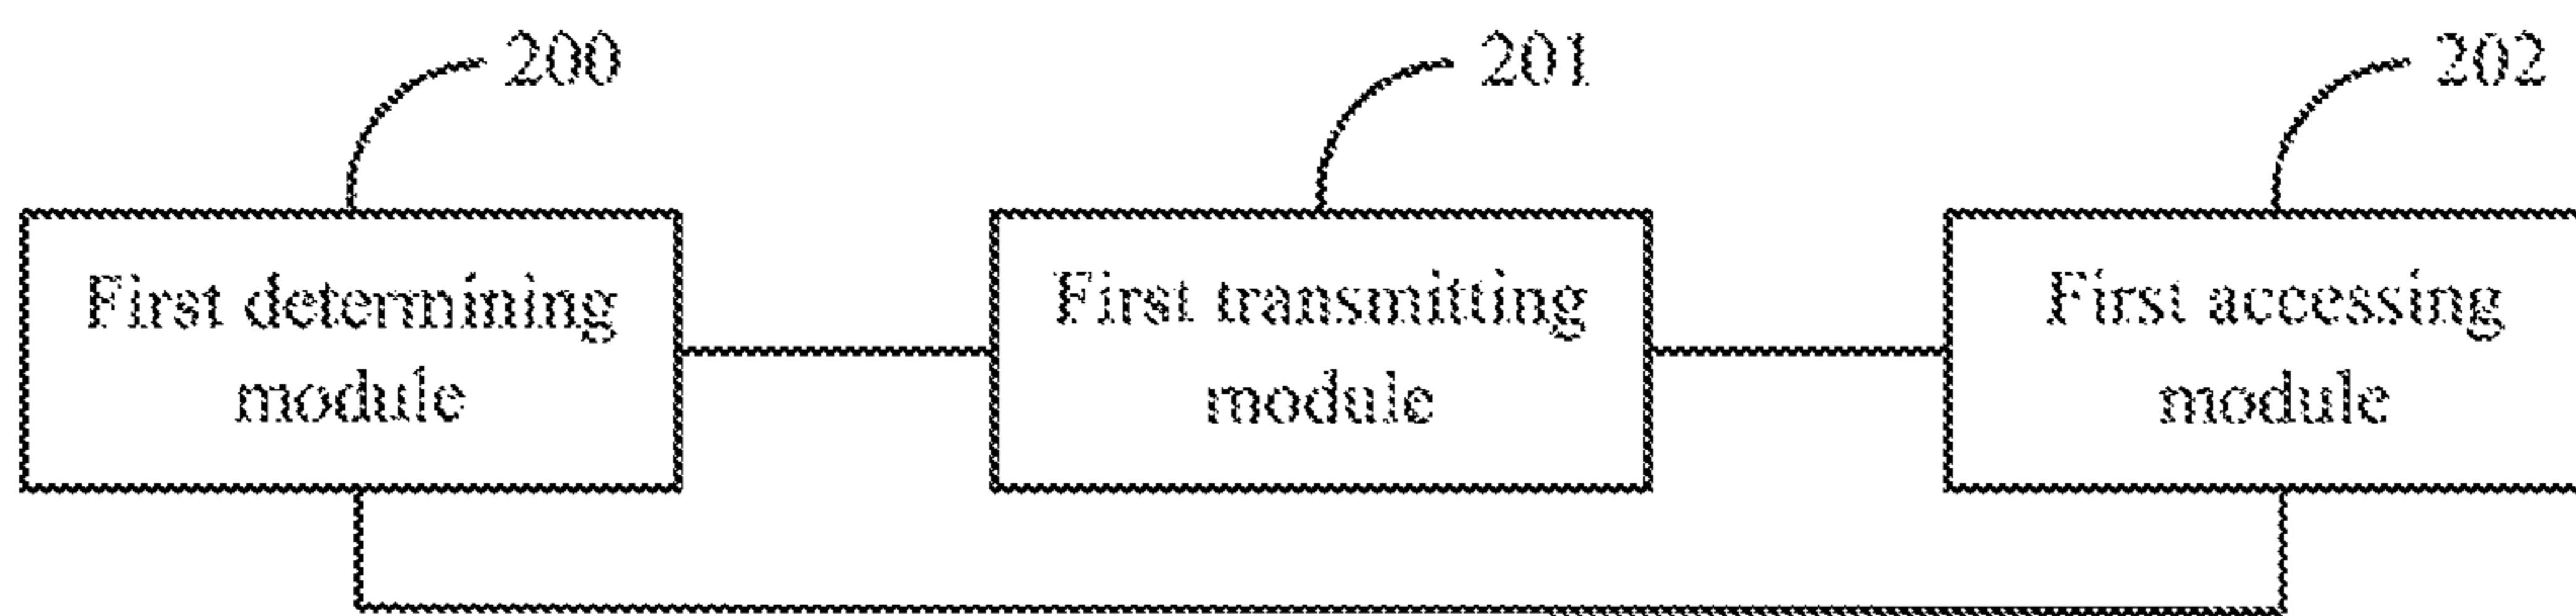 200
201
202
First determining
module
First transmitting
module
First accessing
module